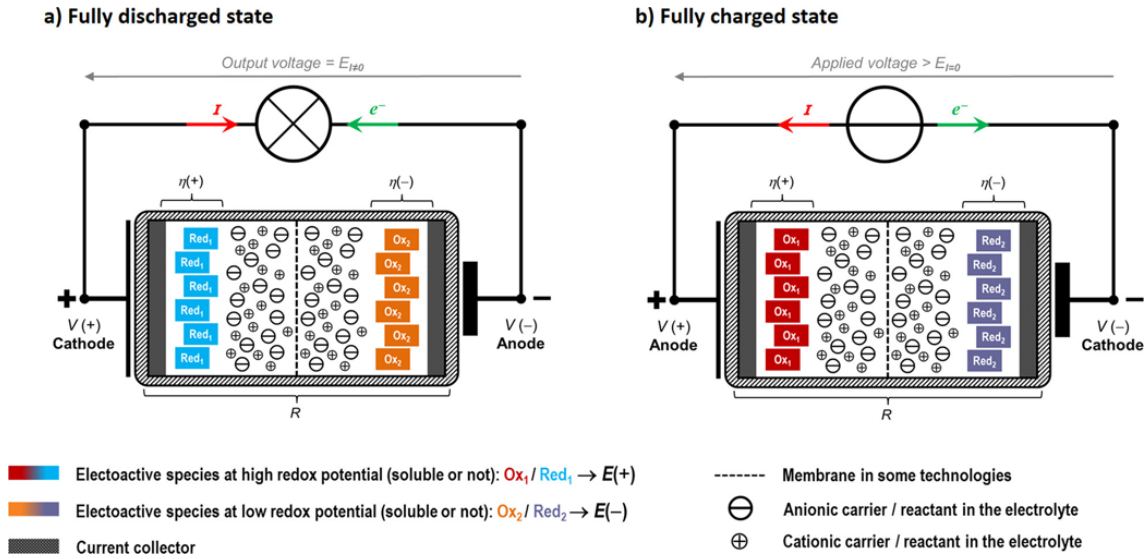 a) Fully discharged state
b) Fully charged state
Output voltage = E_I≠0
Applied voltage > E_I=0
I
e⁻
I
e⁻
η(+)
η(–)
η(+)
η(–)
Red₁
Ox₂
Red₁
Ox₂
Red₁
Ox₂
Red₁
Ox₂
Red₁
Ox₂
Red₁
Ox₂
Ox₁
Red₂
Ox₁
Red₂
Ox₁
Red₂
Ox₁
Red₂
Ox₁
Red₂
Ox₁
Red₂
+
–
+
–
V (+)
Cathode
V (–)
Anode
V (+)
Anode
V (–)
Cathode
R
R
Electoactive species at high redox potential (soluble or not): Ox₁ / Red₁ → E(+)
Electoactive species at low redox potential (soluble or not): Ox₂ / Red₂ → E(–)
Current collector
Membrane in some technologies
Anionic carrier / reactant in the electrolyte
Cationic carrier / reactant in the electrolyte